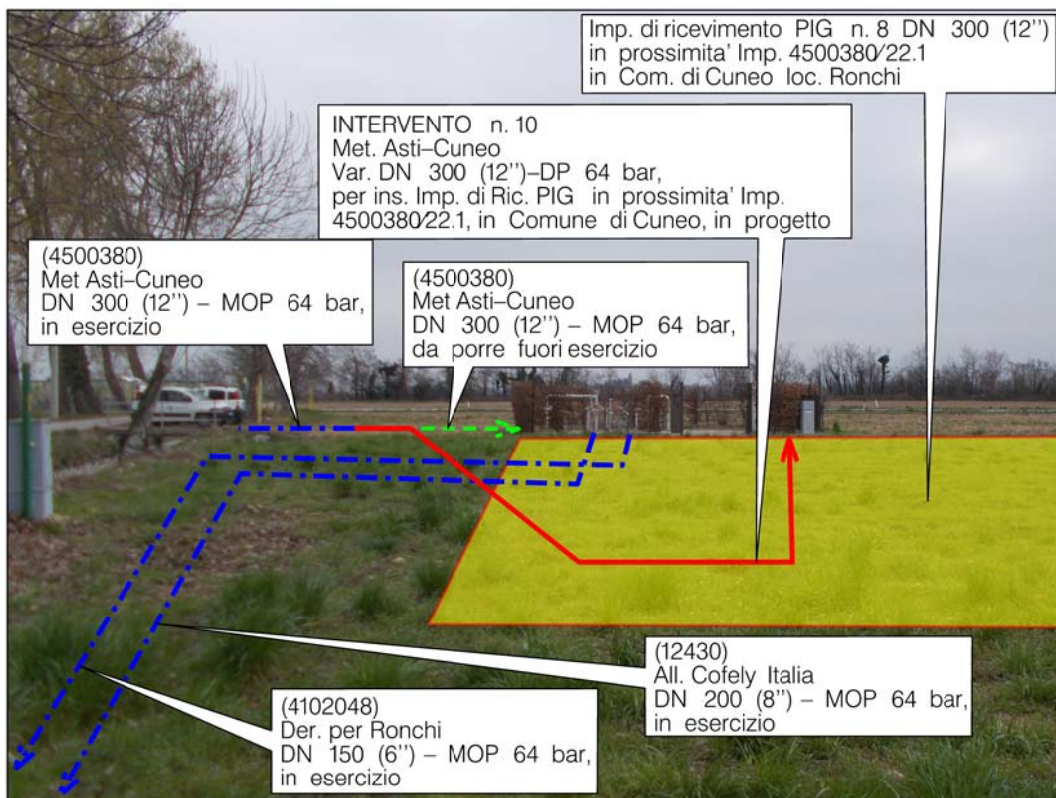 Imp. di ricevimento PIG n. 8 DN 300 (12'')
in prossimita' Imp. 4500380/22.1
in Com. di Cuneo loc. Ronchi
INTERVENTO n. 10
Met. Asti–Cuneo
Var. DN 300 (12'')–DP 64 bar,
per ins. Imp. di Ric. PIG in prossimita' Imp.
4500380/22.1, in Comune di Cuneo, in progetto
(4500380)
Met Asti–Cuneo
DN 300 (12'') – MOP 64 bar,
in esercizio
(4500380)
Met Asti–Cuneo
DN 300 (12'') – MOP 64 bar,
da porre fuori esercizio
(12430)
All. Cofely Italia
DN 200 (8'') – MOP 64 bar,
in esercizio
(4102048)
Der. per Ronchi
DN 150 (6'') – MOP 64 bar,
in esercizio